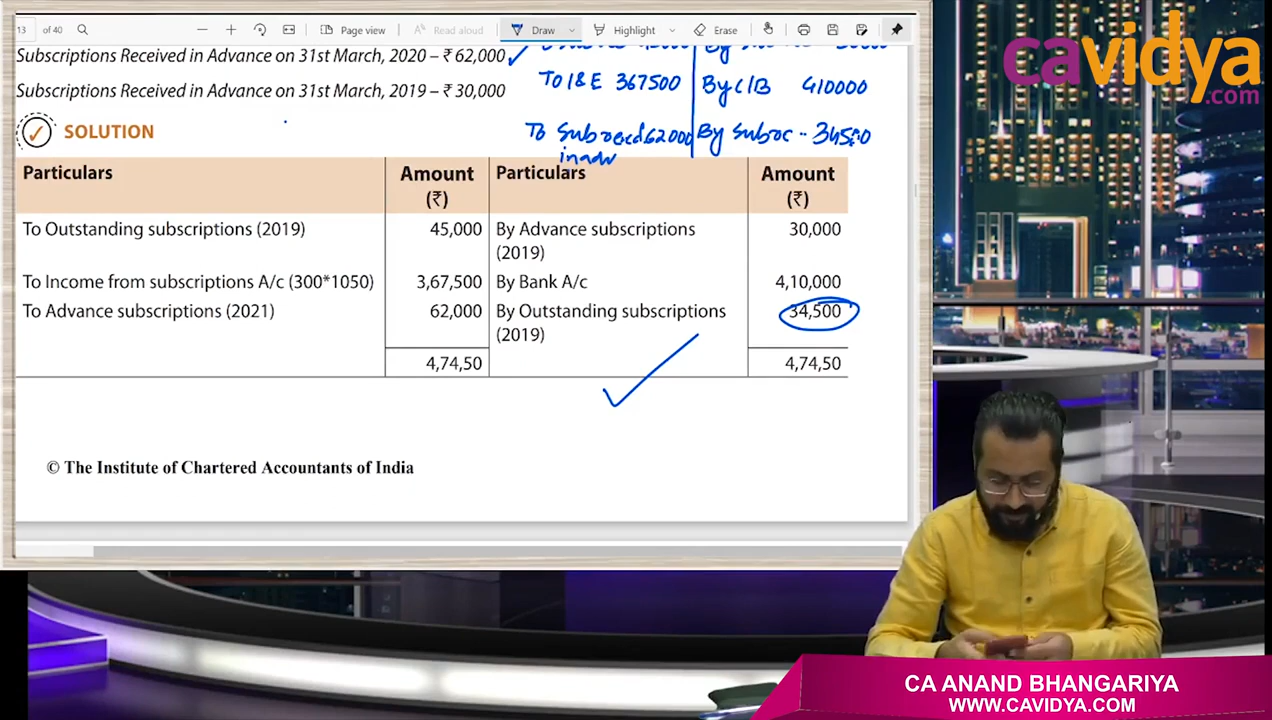 13 of 40
Page view
Read aloud
Draw
Highlight
Erase
cavidya
.com
Subscriptions Received in Advance on 31st March, 2020 – ₹ 62,000
To I & E 367500 By C/B 410000
Subscriptions Received in Advance on 31st March, 2019 – ₹ 30,000
SOLUTION
To 62000 By Subsc -- 34500
in adv
Particulars Amount (₹) Particulars Amount (₹)
To Outstanding subscriptions (2019) 45,000 By Advance subscriptions (2019) 30,000
To Income from subscriptions A/c (300*1050) 3,67,500 By Bank A/c 4,10,000
To Advance subscriptions (2021) 62,000 By Outstanding subscriptions (2019) 34,500
4,74,50 4,74,50
© The Institute of Chartered Accountants of India
CA ANAND BHANGARIYA
WWW.CAVIDYA.COM